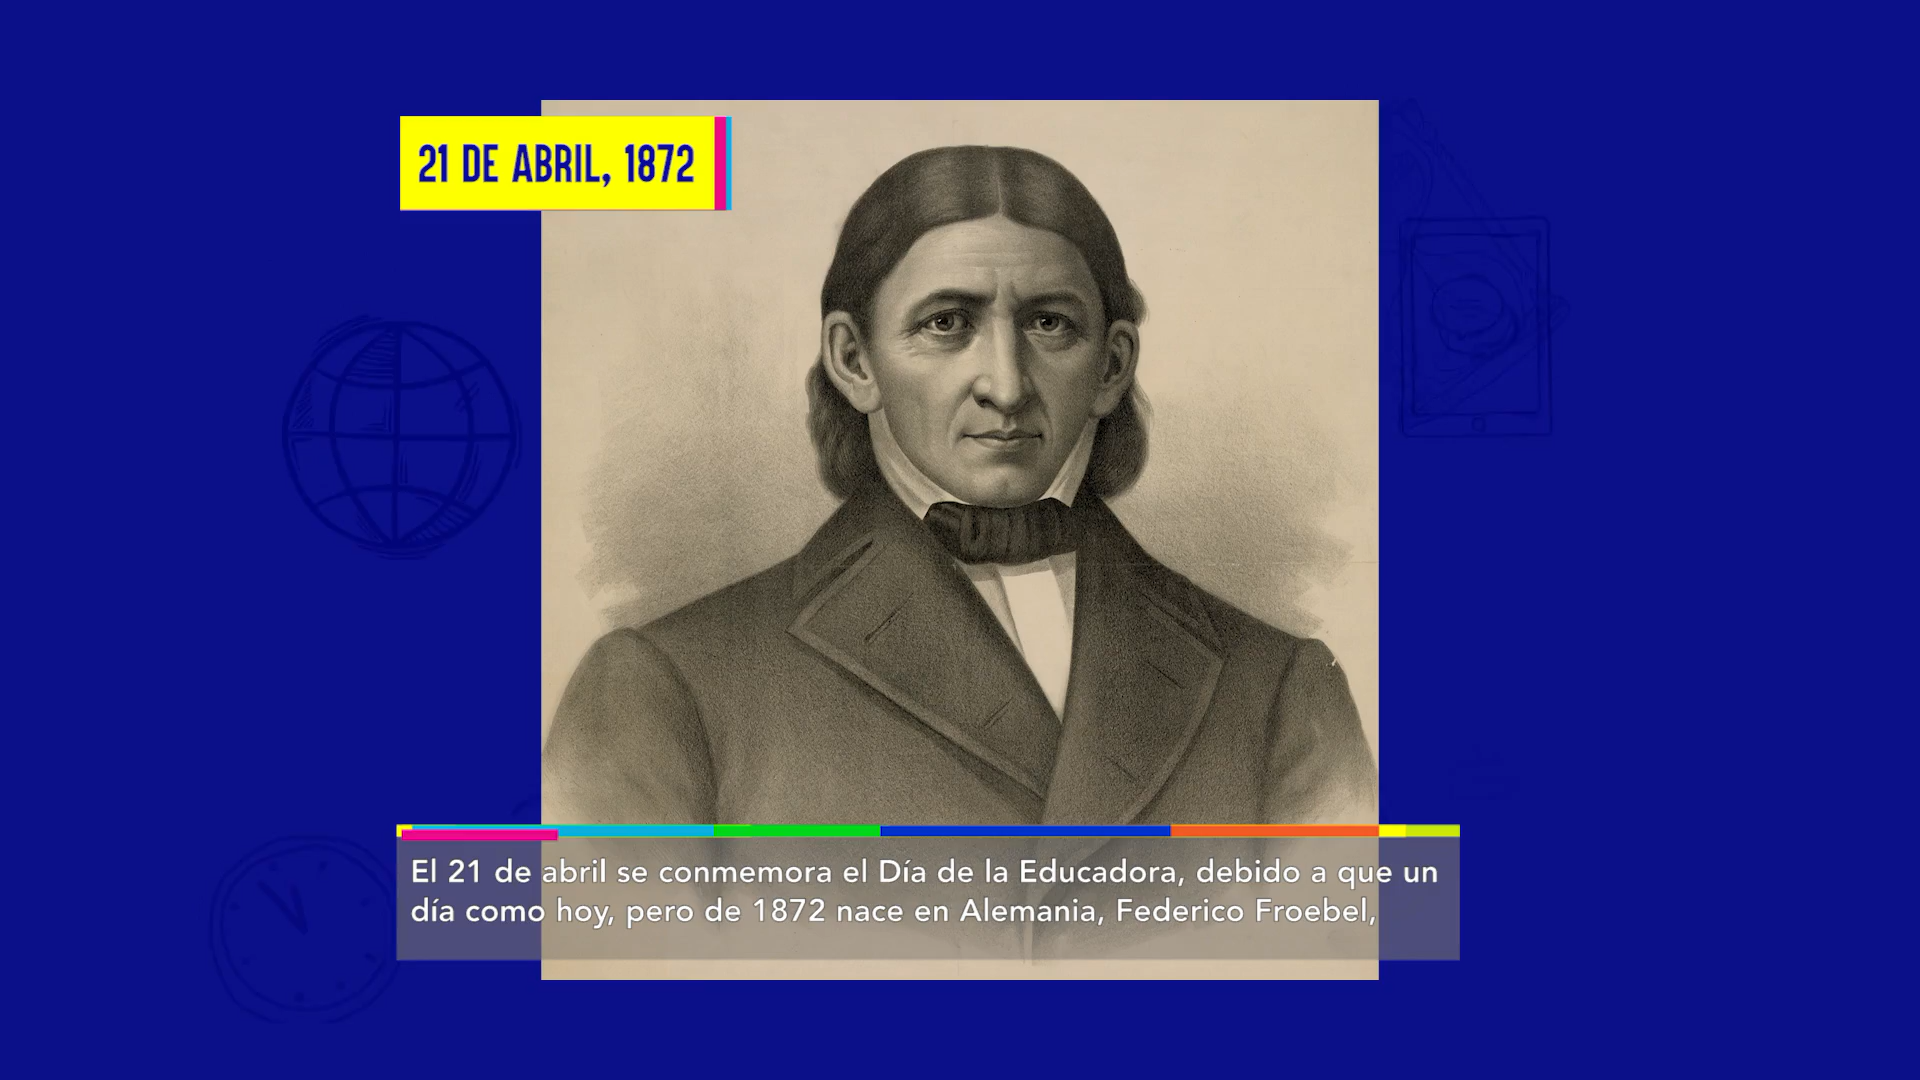 21 DE ABRIL, 1872
El 21 de abril se conmemora el Día de la Educadora, debido a que un
día como hoy, pero de 1872 nace en Alemania, Federico Froebel,